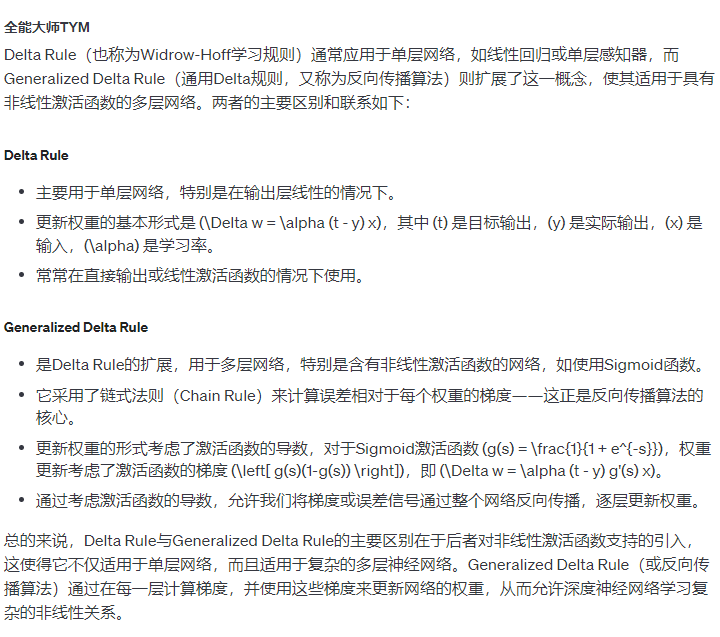 全能大师TYM
Delta Rule（也称为Widrow-Hoff学习规则）通常应用于单层网络，如线性回归或单层感知器，而
Generalized Delta Rule（通用Delta规则，又称为反向传播算法）则扩展了这一概念，使其适用于具有
非线性激活函数的多层网络。两者的主要区别和联系如下：
Delta Rule
• 主要用于单层网络，特别是在输出层线性的情况下。
• 更新权重的基本形式是 (\Delta w = \alpha (t - y) x)，其中 (t) 是目标输出，(y) 是实际输出，(x) 是
输入，(\alpha) 是学习率。
• 常常在直接输出或线性激活函数的情况下使用。
Generalized Delta Rule
• 是Delta Rule的扩展，用于多层网络，特别是含有非线性激活函数的网络，如使用Sigmoid函数。
• 它采用了链式法则（Chain Rule）来计算误差相对于每个权重的梯度——这正是反向传播算法的
核心。
• 更新权重的形式考虑了激活函数的导数，对于Sigmoid激活函数 (g(s) = \frac{1}{1 + e^{-s}})，权重
更新考虑了激活函数的梯度 (\left[ g(s)(1-g(s)) \right])，即 (\Delta w = \alpha (t - y) g'(s) x)。
• 通过考虑激活函数的导数，允许我们将梯度或误差信号通过整个网络反向传播，逐层更新权重。
总的来说，Delta Rule与Generalized Delta Rule的主要区别在于后者对非线性激活函数支持的引入，
这使得它不仅适用于单层网络，而且适用于复杂的多层神经网络。Generalized Delta Rule（或反向传
播算法）通过在每一层计算梯度，并使用这些梯度来更新网络的权重，从而允许深度神经网络学习复
杂的非线性关系。